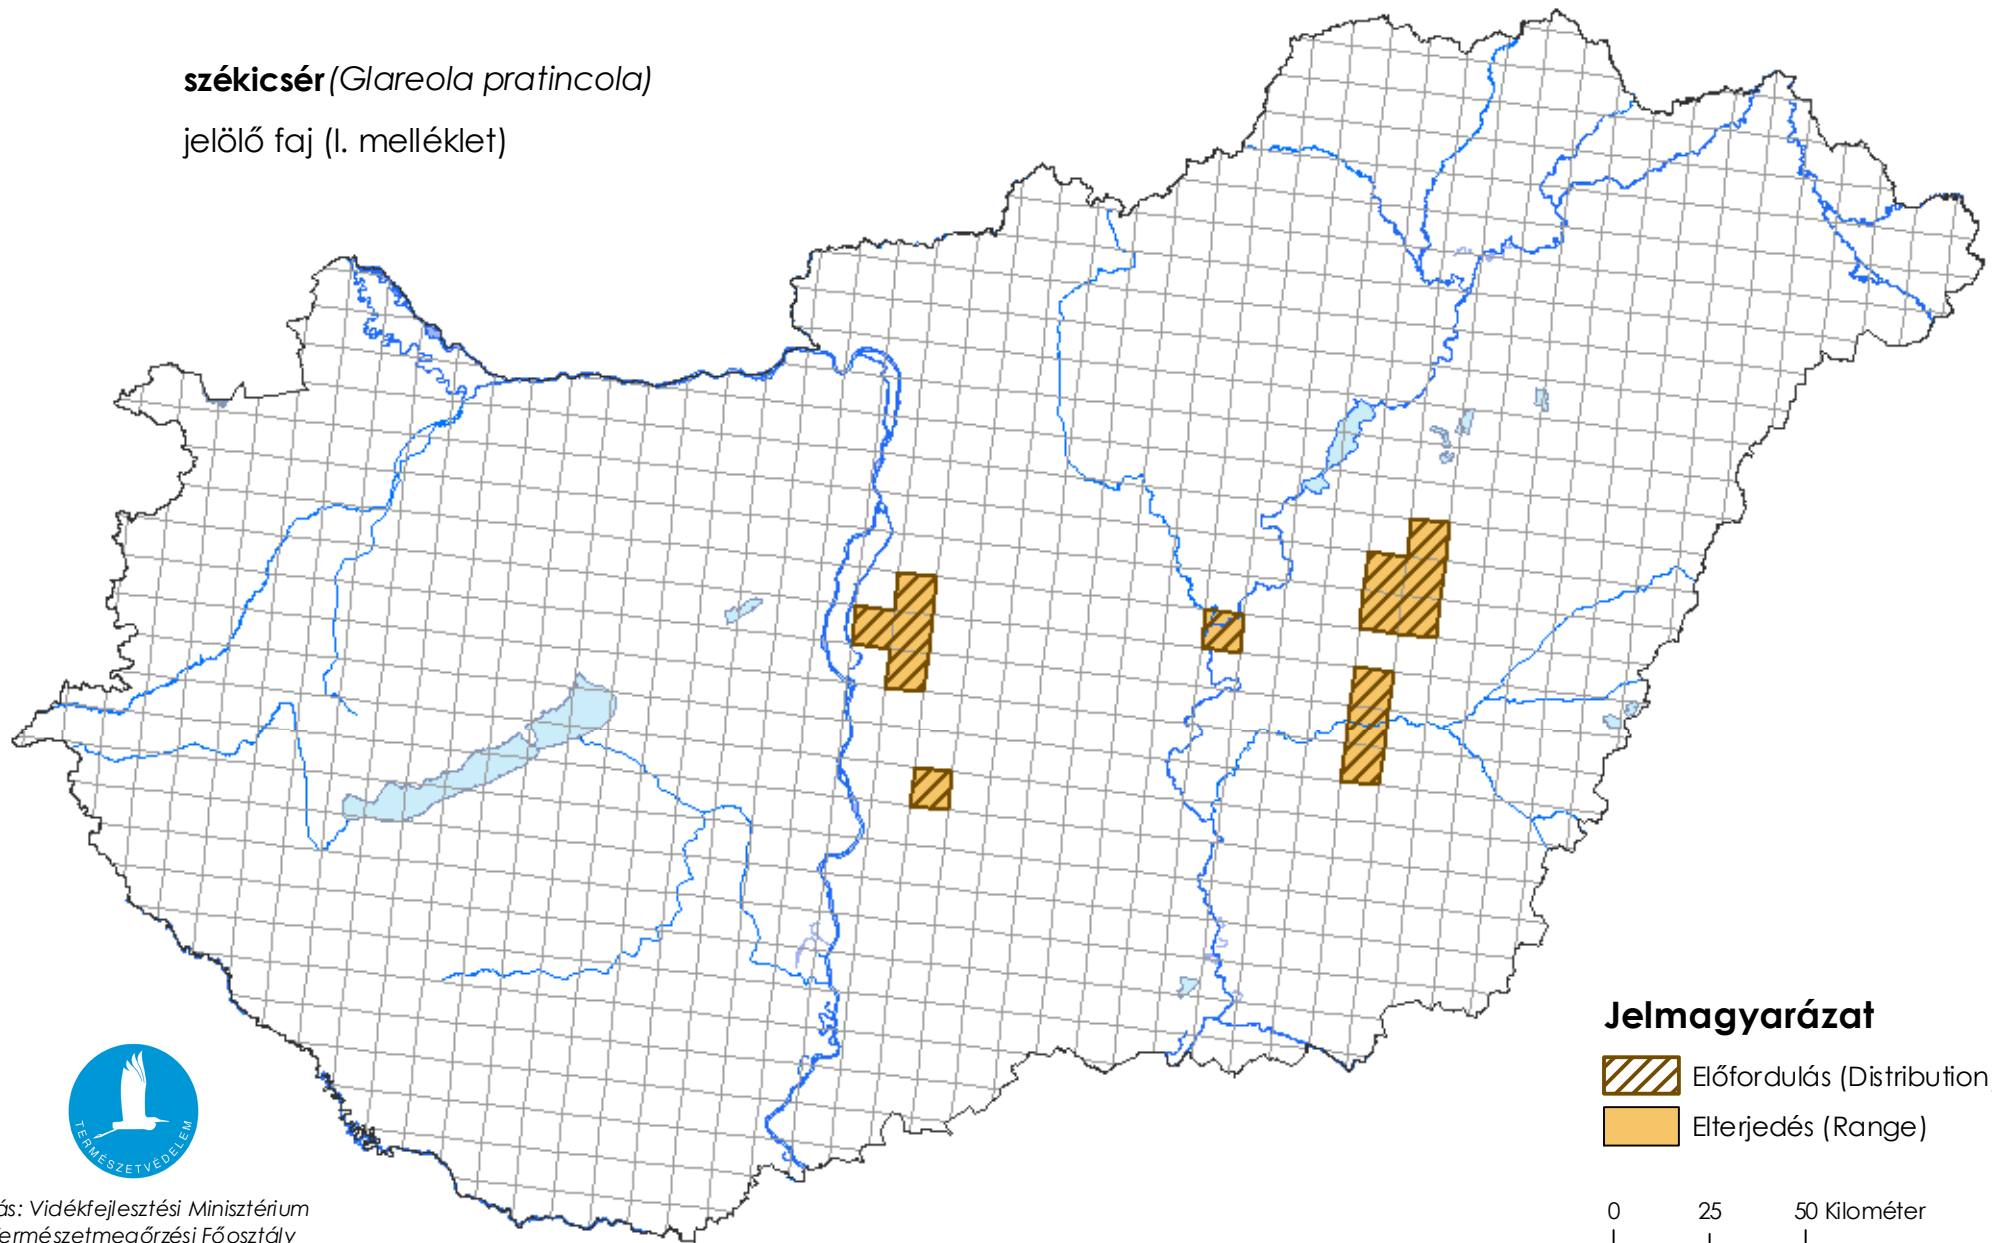 székicsér (Glareola pratincola)
jelölő faj (I. melléklet)
Jelmagyarázat
Előfordulás (Distribution
Elterjedés (Range)
0 25 50 Kilométer
TERMÉSZETVÉDELEM
ás: Vidékfejlesztési Minisztérium
Természetmegőrzési Főosztály